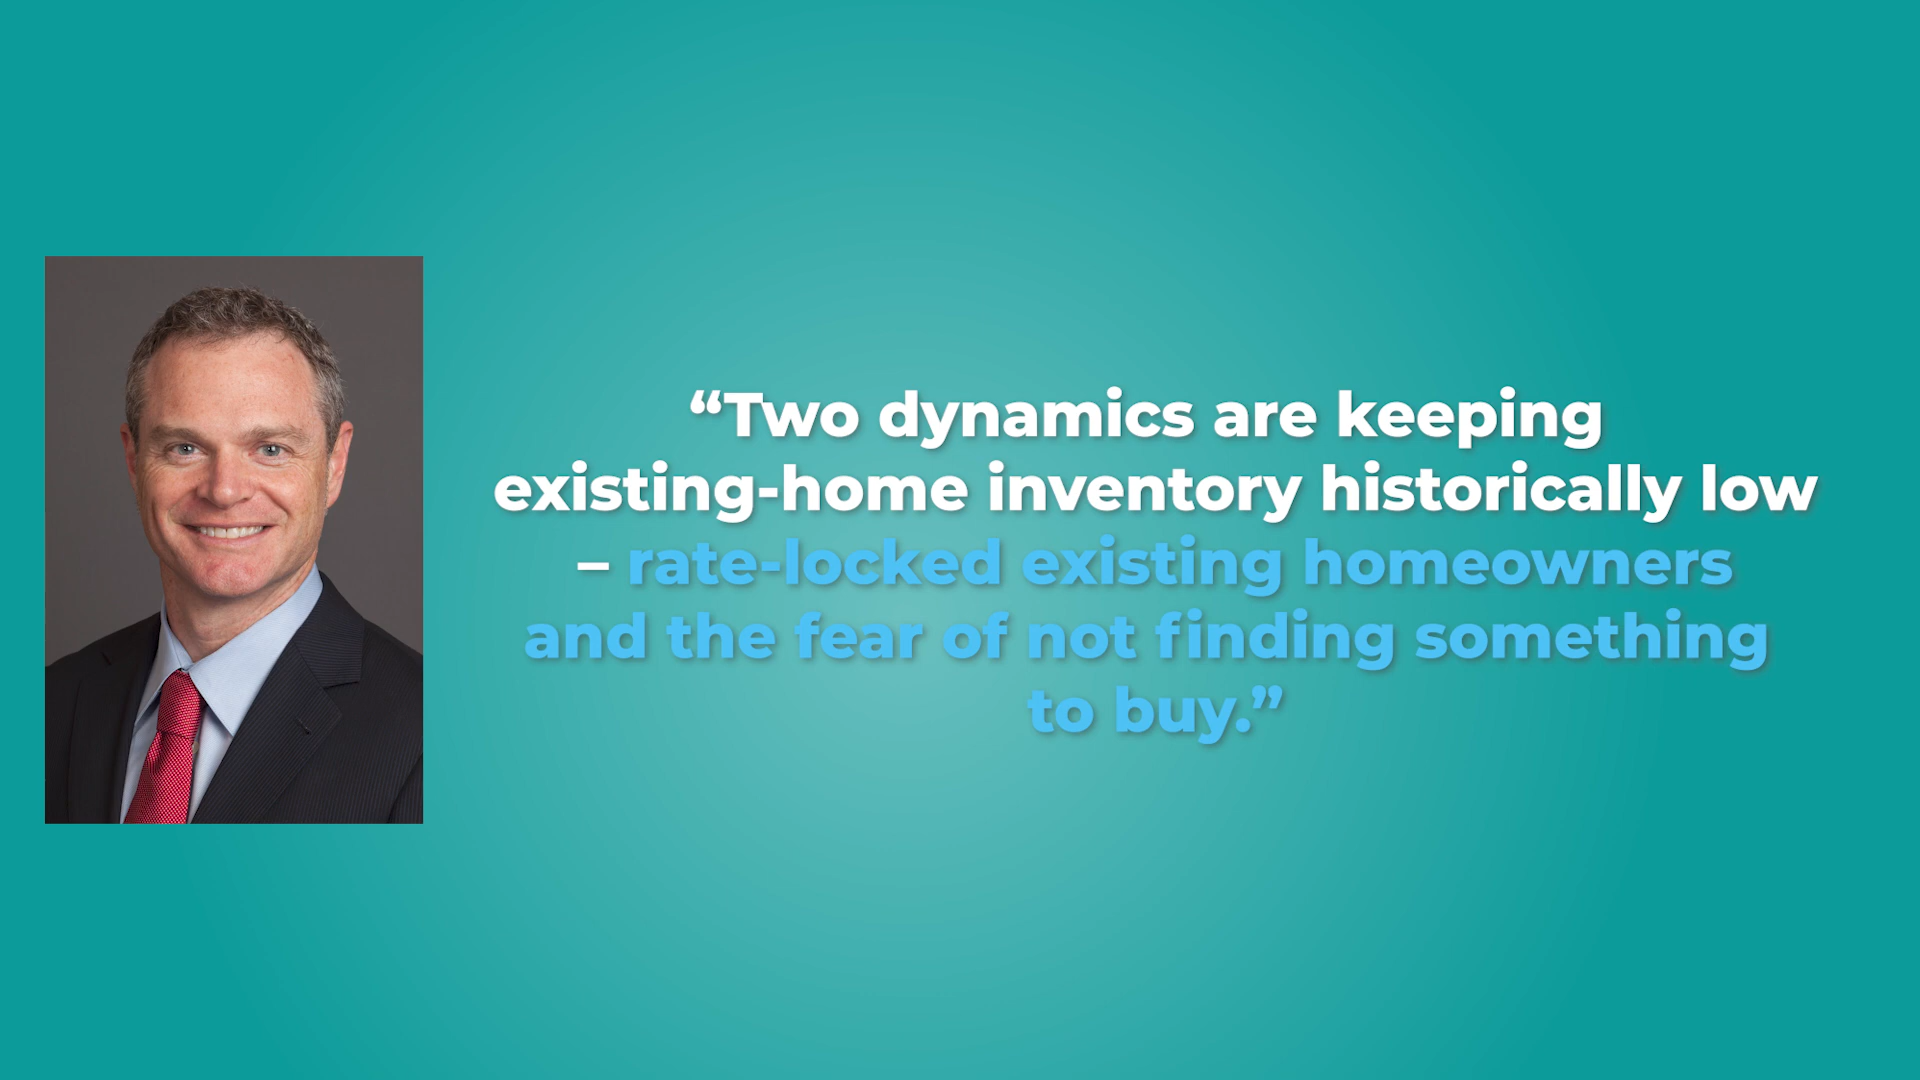 “Two dynamics are keeping
existing-home inventory historically low
– rate-locked existing homeowners
and the fear of not finding something
to buy.”